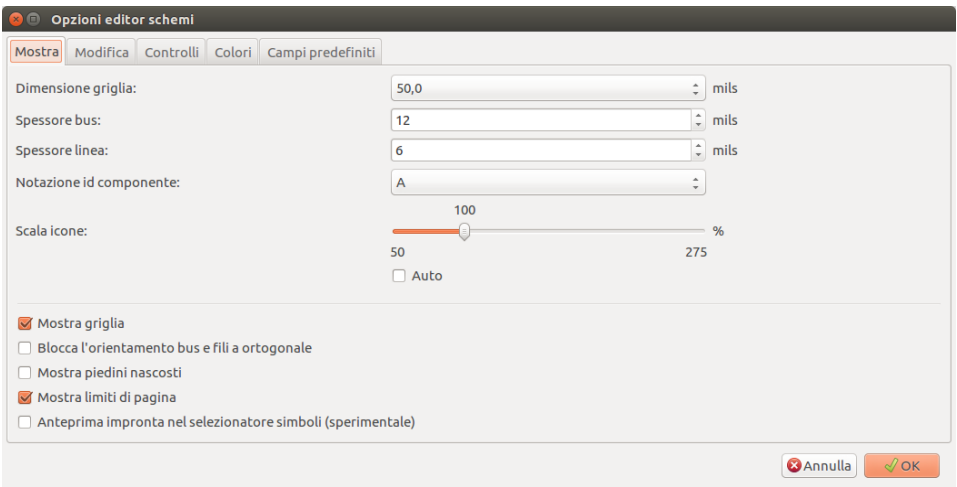 Opzioni editor schemi
Mostra Modifica Controlli Colori Campi predefiniti
Dimensione griglia: 50,0 mils
Spessore bus: 12 mils
Spessore linea: 6 mils
Notazione id componente: A
100
Scala icone: %
50 275
Auto
Mostra griglia
Blocca l'orientamento bus e fili a ortogonale
Mostra piedini nascosti
Mostra limiti di pagina
Anteprima impronta nel selezionatore simboli (sperimentale)
Annulla OK